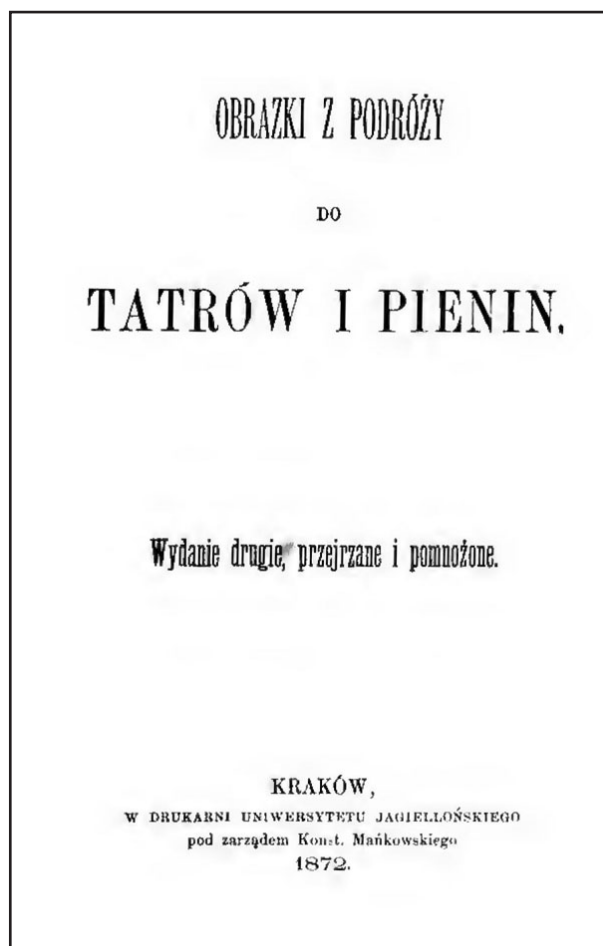 OBRAZKI Z PODRÓŻY
DO
TATRÓW I PIENIN.
Wydanie drugie, przejrzane i pomnożone.
KRAKÓW,
W DRUKARNI UNIWERSYTETU JAGIELLOŃSKIEGO
pod zarządem Konst. Mańkowskiego
1872.